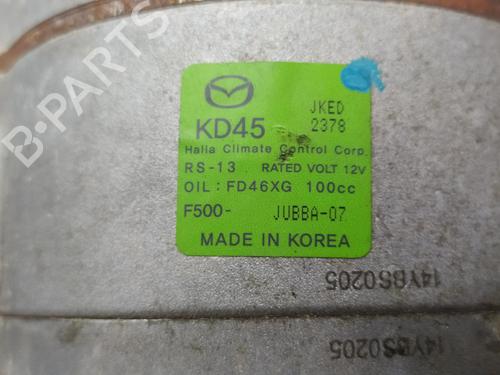 B-PARTS
JKED
KD45 2378
Halla Climate Control Corp.
RS-13 RATED VOLT 12V
OIL: FD46XG 100cc
F500- JUBBA-07
MADE IN KOREA
14YBS0205
14YBS0205